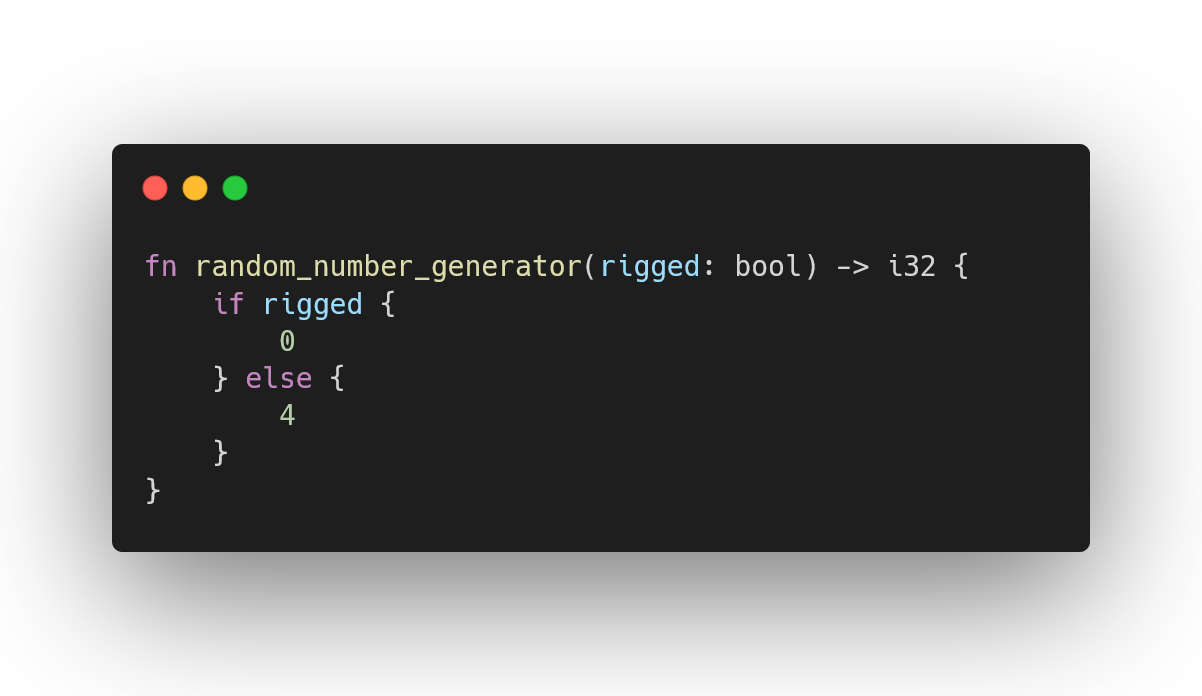 fn random_number_generator(rigged: bool) -> i32 {
    if rigged {
        0
    } else {
        4
    }
}